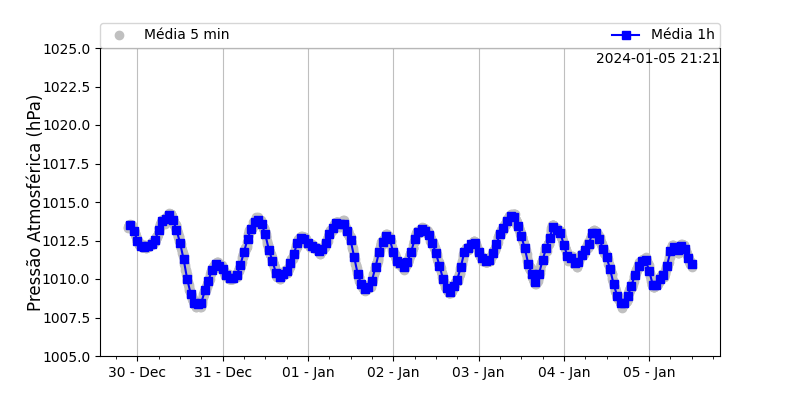 Média 5 min
Média 1h
2024-01-05 21:21
Pressão Atmosférica (hPa)
1025.0
1022.5
1020.0
1017.5
1015.0
1012.5
1010.0
1007.5
1005.0
30 - Dec
31 - Dec
01 - Jan
02 - Jan
03 - Jan
04 - Jan
05 - Jan